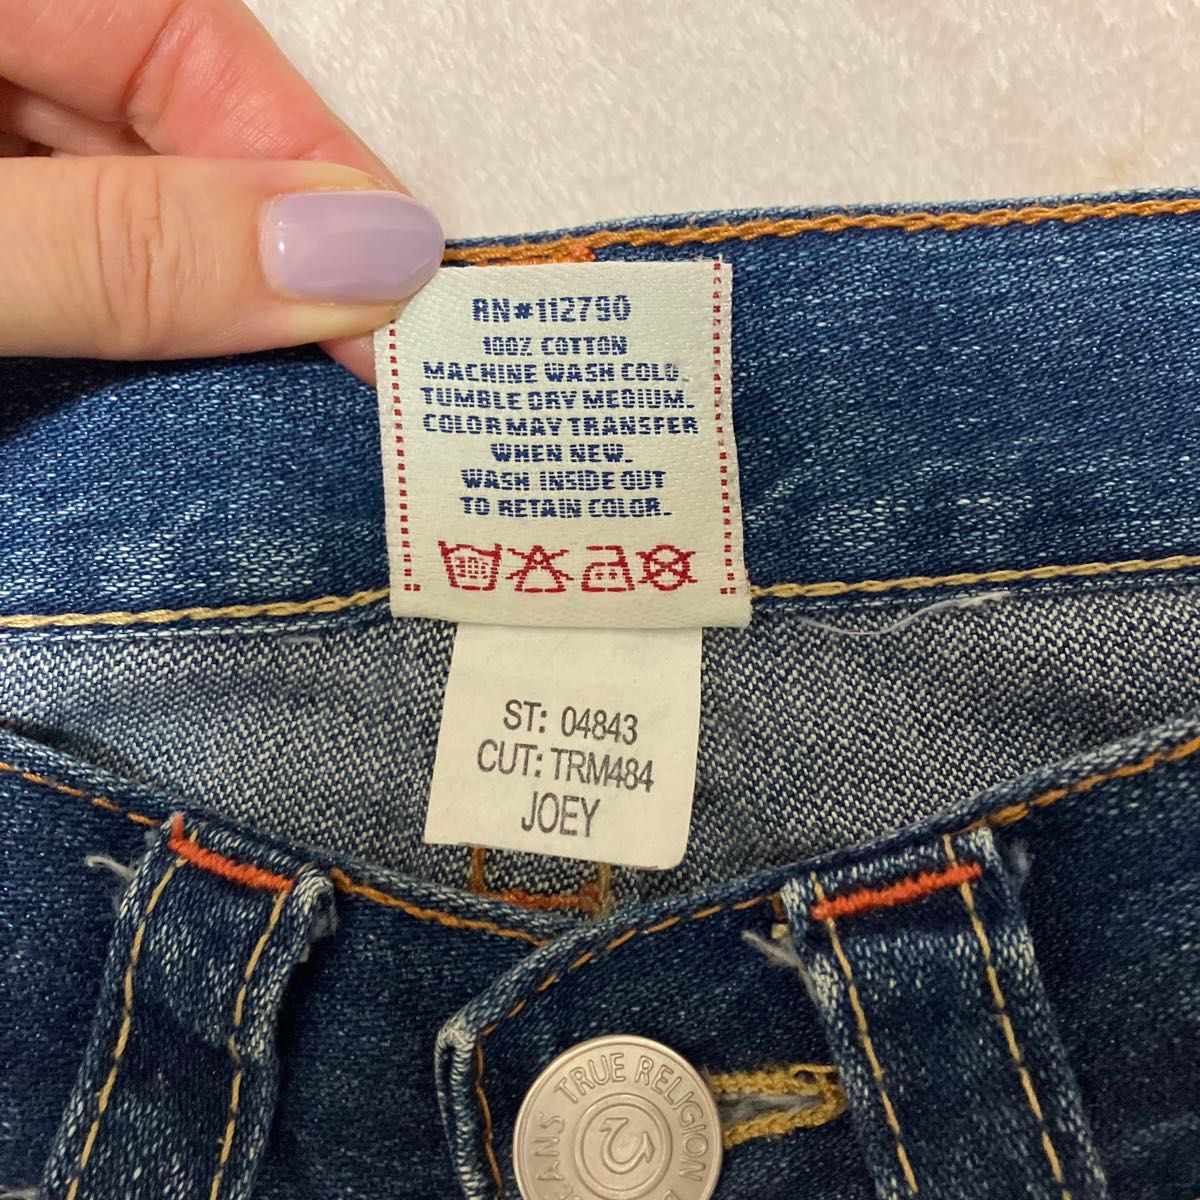 RN#112790
100% COTTON
MACHINE WASH COLD.
TUMBLE DRY MEDIUM.
COLOR MAY TRANSFER
WHEN NEW.
WASH INSIDE OUT
TO RETAIN COLOR.
30°
ST: 04843
CUT: TRM484
JOEY
TRUE RELIGION
JEANS